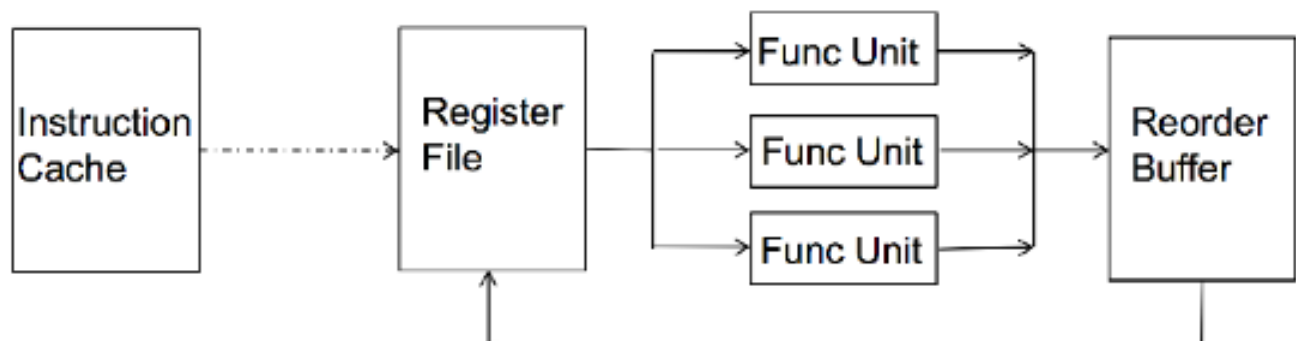 Instruction
Cache
Register
File
Func Unit
Func Unit
Func Unit
Reorder
Buffer